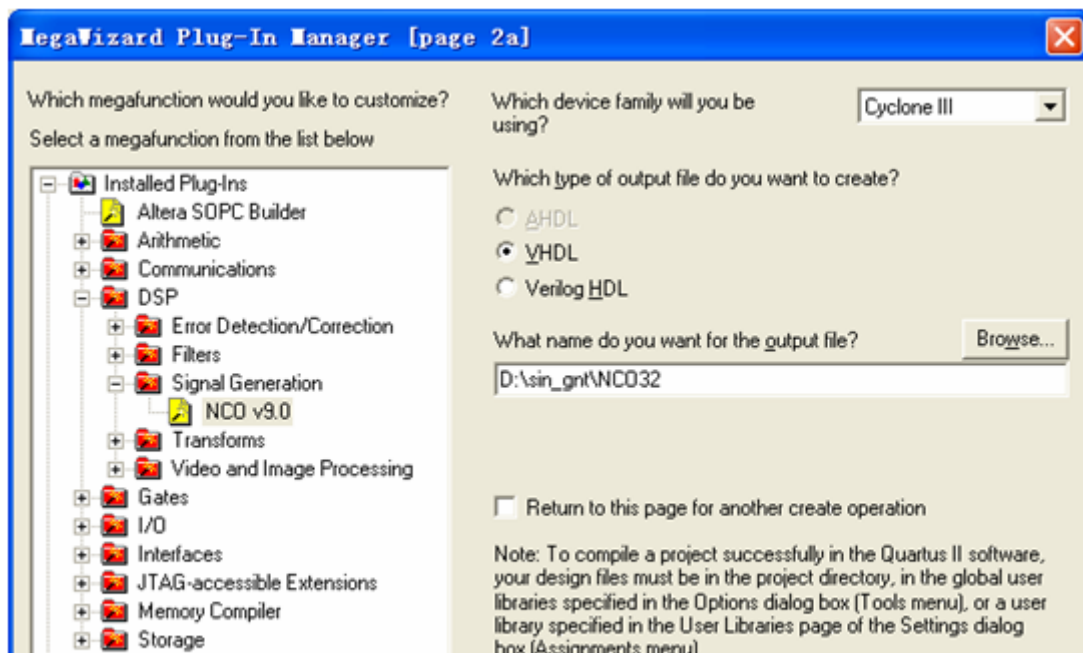 MegaWizard Plug-In Manager [page 2a]
Which megafunction would you like to customize?
Select a megafunction from the list below
Installed Plug-Ins
Altera SOPC Builder
Arithmetic
Communications
DSP
Error Detection/Correction
Filters
Signal Generation
NCO v9.0
Transforms
Video and Image Processing
Gates
I/O
Interfaces
JTAG-accessible Extensions
Memory Compiler
Storage
Which device family will you be
using?
Cyclone III
Which type of output file do you want to create?
AHDL
VHDL
Verilog HDL
What name do you want for the output file?
Browse...
D:\sin_gnt\NCO32
Return to this page for another create operation
Note: To compile a project successfully in the Quartus II software,
your design files must be in the project directory, in the global user
libraries specified in the Options dialog box (Tools menu), or a user
library specified in the User Libraries page of the Settings dialog
box (Assignments menu).